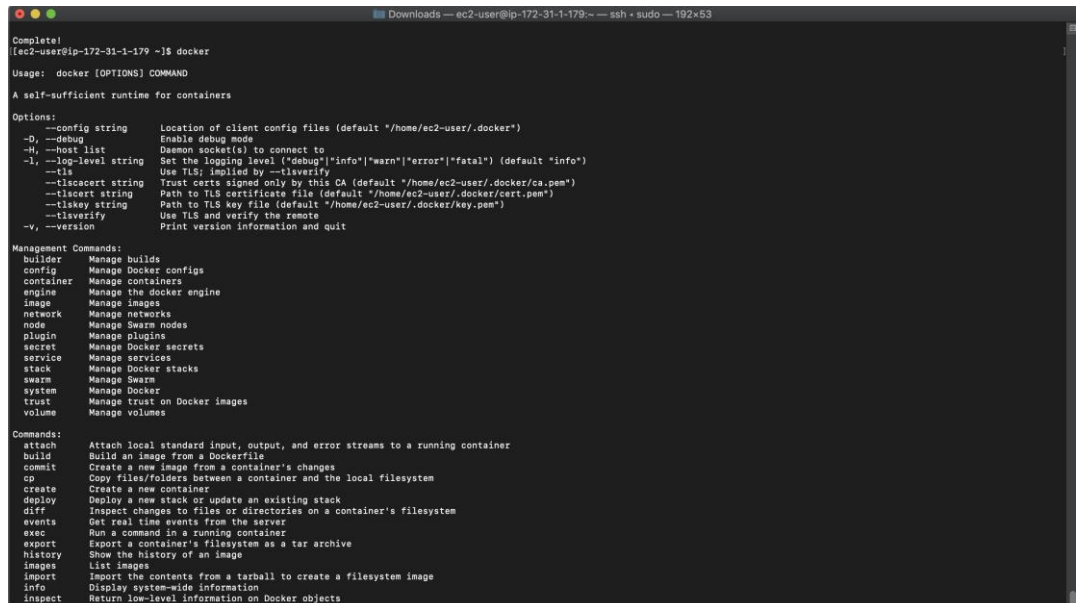 Downloads — ec2-user@ip-172-31-1-179:~ — ssh ‹ sudo — 192×53
Complete!
[[ec2-user@ip-172-31-1-179 ~]$ docker ]
Usage:  docker [OPTIONS] COMMAND
A self-sufficient runtime for containers
Options:
      --config string      Location of client config files (default "/home/ec2-user/.docker")
  -D, --debug              Enable debug mode
  -H, --host list          Daemon socket(s) to connect to
  -l, --log-level string   Set the logging level ("debug"|"info"|"warn"|"error"|"fatal") (default "info")
      --tls                Use TLS; implied by --tlsverify
      --tlscacert string   Trust certs signed only by this CA (default "/home/ec2-user/.docker/ca.pem")
      --tlscert string     Path to TLS certificate file (default "/home/ec2-user/.docker/cert.pem")
      --tlskey string      Path to TLS key file (default "/home/ec2-user/.docker/key.pem")
      --tlsverify          Use TLS and verify the remote
  -v, --version            Print version information and quit
Management Commands:
  builder     Manage builds
  config      Manage Docker configs
  container   Manage containers
  engine      Manage the docker engine
  image       Manage images
  network     Manage networks
  node        Manage Swarm nodes
  plugin      Manage plugins
  secret      Manage Docker secrets
  service     Manage services
  stack       Manage Docker stacks
  swarm       Manage Swarm
  system      Manage Docker
  trust       Manage trust on Docker images
  volume      Manage volumes
Commands:
  attach      Attach local standard input, output, and error streams to a running container
  build       Build an image from a Dockerfile
  commit      Create a new image from a container's changes
  cp          Copy files/folders between a container and the local filesystem
  create      Create a new container
  deploy      Deploy a new stack or update an existing stack
  diff        Inspect changes to files or directories on a container's filesystem
  events      Get real time events from the server
  exec        Run a command in a running container
  export      Export a container's filesystem as a tar archive
  history     Show the history of an image
  images      List images
  import      Import the contents from a tarball to create a filesystem image
  info        Display system-wide information
  inspect     Return low-level information on Docker objects